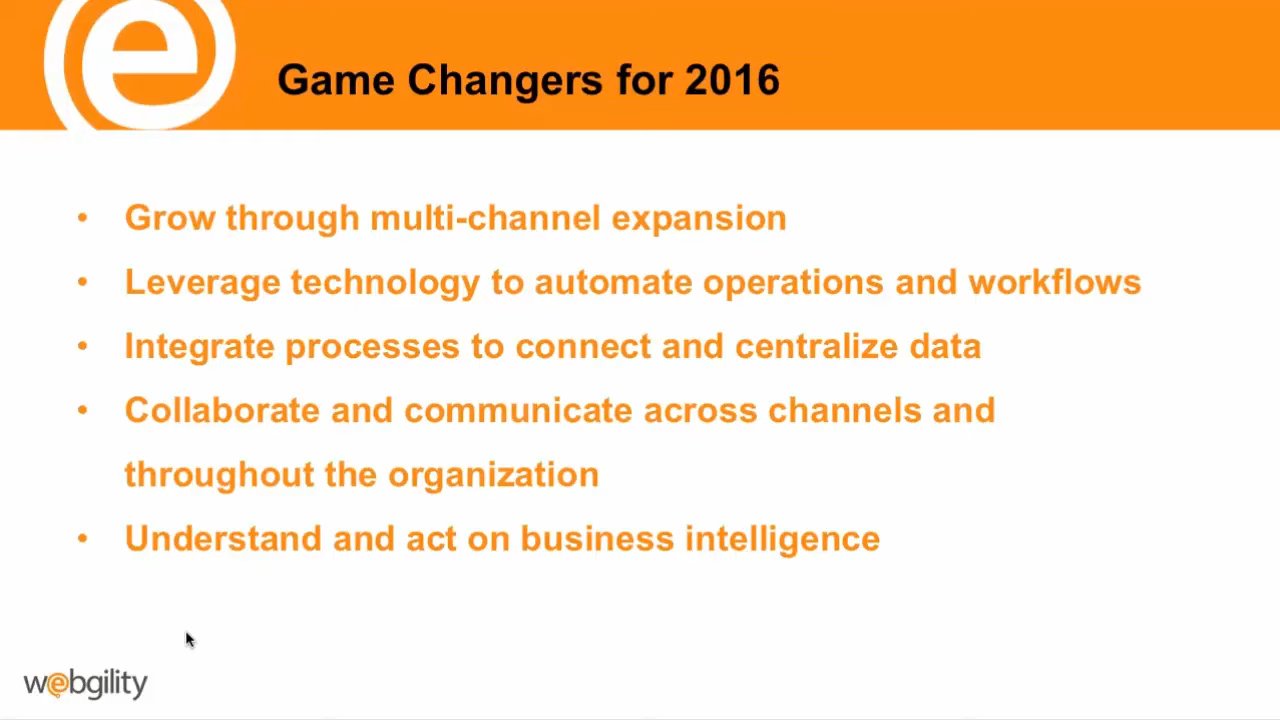 e
Game Changers for 2016
• Grow through multi-channel expansion
• Leverage technology to automate operations and workflows
• Integrate processes to connect and centralize data
• Collaborate and communicate across channels and
throughout the organization
• Understand and act on business intelligence
webgility